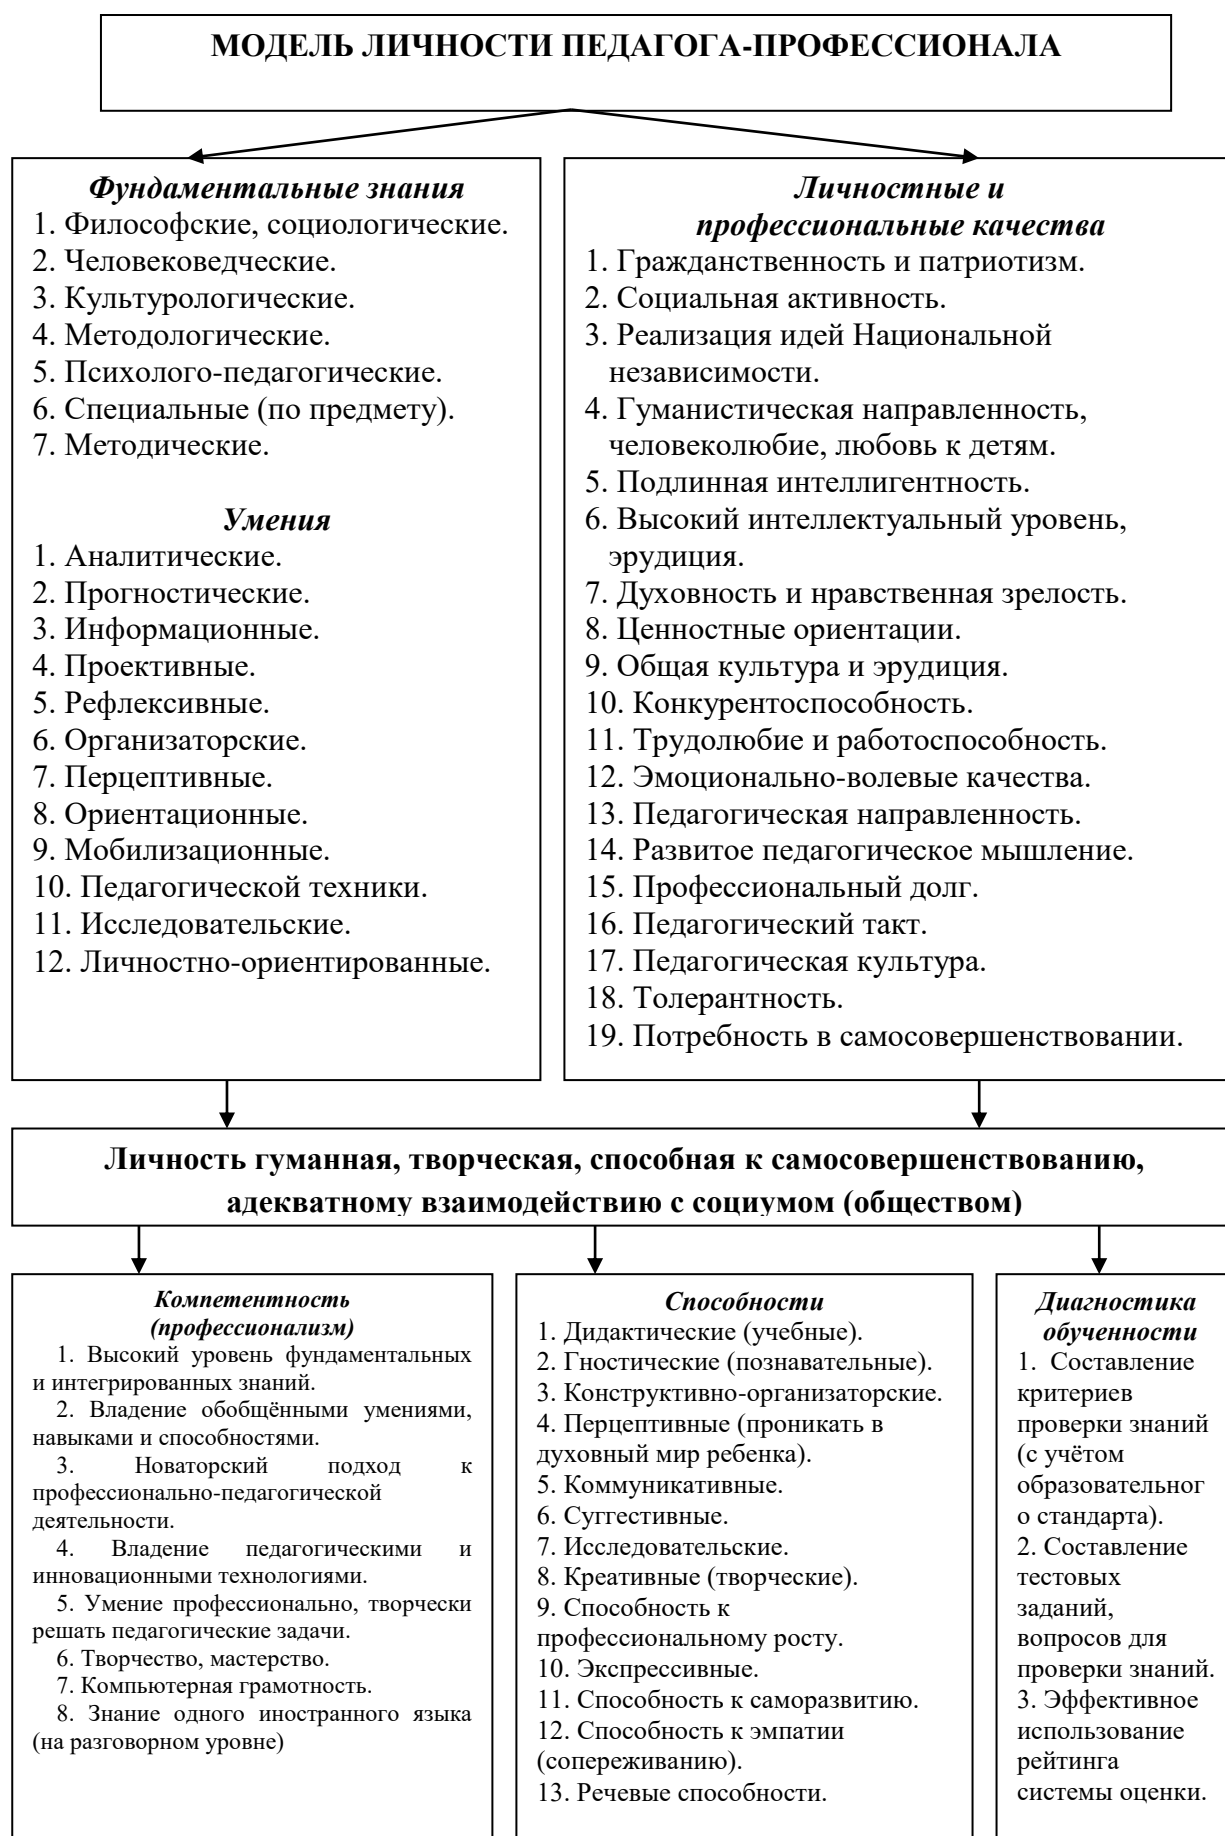 МОДЕЛЬ ЛИЧНОСТИ ПЕДАГОГА-ПРОФЕССИОНАЛА
Фундаментальные знания
1. Философские, социологические.
2. Человековедческие.
3. Культурологические.
4. Методологические.
5. Психолого-педагогические.
6. Специальные (по предмету).
7. Методические.
Умения
1. Аналитические.
2. Прогностические.
3. Информационные.
4. Проективные.
5. Рефлексивные.
6. Организаторские.
7. Перцептивные.
8. Ориентационные.
9. Мобилизационные.
10. Педагогической техники.
11. Исследовательские.
12. Личностно-ориентированные.
Личностные и
профессиональные качества
1. Гражданственность и патриотизм.
2. Социальная активность.
3. Реализация идей Национальной
независимости.
4. Гуманистическая направленность,
человеколюбие, любовь к детям.
5. Подлинная интеллигентность.
6. Высокий интеллектуальный уровень,
эрудиция.
7. Духовность и нравственная зрелость.
8. Ценностные ориентации.
9. Общая культура и эрудиция.
10. Конкурентоспособность.
11. Трудолюбие и работоспособность.
12. Эмоционально-волевые качества.
13. Педагогическая направленность.
14. Развитое педагогическое мышление.
15. Профессиональный долг.
16. Педагогический такт.
17. Педагогическая культура.
18. Толерантность.
19. Потребность в самосовершенствовании.
Личность гуманная, творческая, способная к самосовершенствованию,
адекватному взаимодействию с социумом (обществом)
Компетентность
(профессионализм)
1. Высокий уровень фундаментальных
и интегрированных знаний.
2. Владение обобщёнными умениями,
навыками и способностями.
3. Новаторский подход к
профессионально-педагогической
деятельности.
4. Владение педагогическими и
инновационными технологиями.
5. Умение профессионально, творчески
решать педагогические задачи.
6. Творчество, мастерство.
7. Компьютерная грамотность.
8. Знание одного иностранного языка
(на разговорном уровне)
Способности
1. Дидактические (учебные).
2. Гностические (познавательные).
3. Конструктивно-организаторские.
4. Перцептивные (проникать в
духовный мир ребенка).
5. Коммуникативные.
6. Суггестивные.
7. Исследовательские.
8. Креативные (творческие).
9. Способность к
профессиональному росту.
10. Экспрессивные.
11. Способность к саморазвитию.
12. Способность к эмпатии
(сопереживанию).
13. Речевые способности.
Диагностика
обученности
1. Составление
критериев
проверки знаний
(с учётом
образовательног
о стандарта).
2. Составление
тестовых
заданий,
вопросов для
проверки знаний.
3. Эффективное
использование
рейтинга
системы оценки.